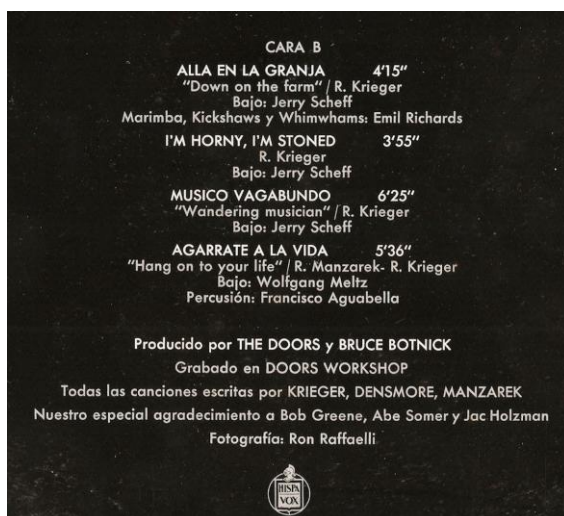 CARA B
ALLA EN LA GRANJA 4'15"
"Down on the farm" / R. Krieger
Bajo: Jerry Scheff
Marimba, Kickshaws y Whimwhams: Emil Richards
I'M HORNY, I'M STONED 3'55"
R. Krieger
Bajo: Jerry Scheff
MUSICO VAGABUNDO 6'25"
"Wandering musician" / R. Krieger
Bajo: Jerry Scheff
AGARRATE A LA VIDA 5'36"
"Hang on to your life" / R. Manzarek- R. Krieger
Bajo: Wolfgang Meltz
Percusión: Francisco Aguabella
Producido por THE DOORS y BRUCE BOTNICK
Grabado en DOORS WORKSHOP
Todas las canciones escritas por KRIEGER, DENSMORE, MANZAREK
Nuestro especial agradecimiento a Bob Greene, Abe Somer y Jac Holzman
Fotografía: Ron Raffaelli
HISPA
VOX